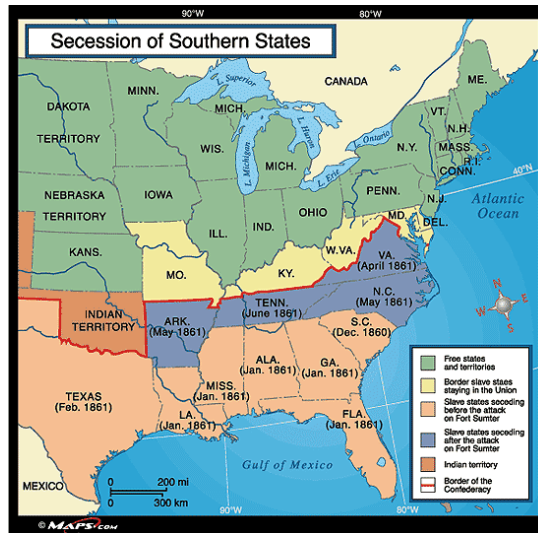 90°W
80°W
Secession of Southern States
CANADA
L. Superior
L. Huron
L. Michigan
L. Ontario
L. Erie
ME.
VT.
N.H.
MASS.
R.I.
CONN.
N.Y.
N.J.
PENN.
MD.
DEL.
MINN.
MICH.
WIS.
MICH.
DAKOTA
TERRITORY
NEBRASKA
TERRITORY
IOWA
ILL.
IND.
OHIO
KANS.
MO.
KY.
W.VA.
VA.
(April 1861)
40°N
Atlantic
Ocean
N
E
S
W
INDIAN
TERRITORY
ARK.
(May 1861)
TENN.
(June 1861)
N.C.
(May 1861)
S.C.
(Dec. 1860)
TEXAS
(Feb. 1861)
LA.
(Jan. 1861)
MISS.
(Jan. 1861)
ALA.
(Jan. 1861)
GA.
(Jan. 1861)
FLA.
(Jan. 1861)
Gulf of Mexico
MEXICO
0 200 mi
0 300 km
90°W
80°W
Free states
and territories
Border slave staes
staying in the Union
Slave states seceding
before the attack
on Fort Sumter
Slave states seceding
after the attack
on Fort Sumter
Indian territory
Border of the
Confederacy
© MAPS.COM